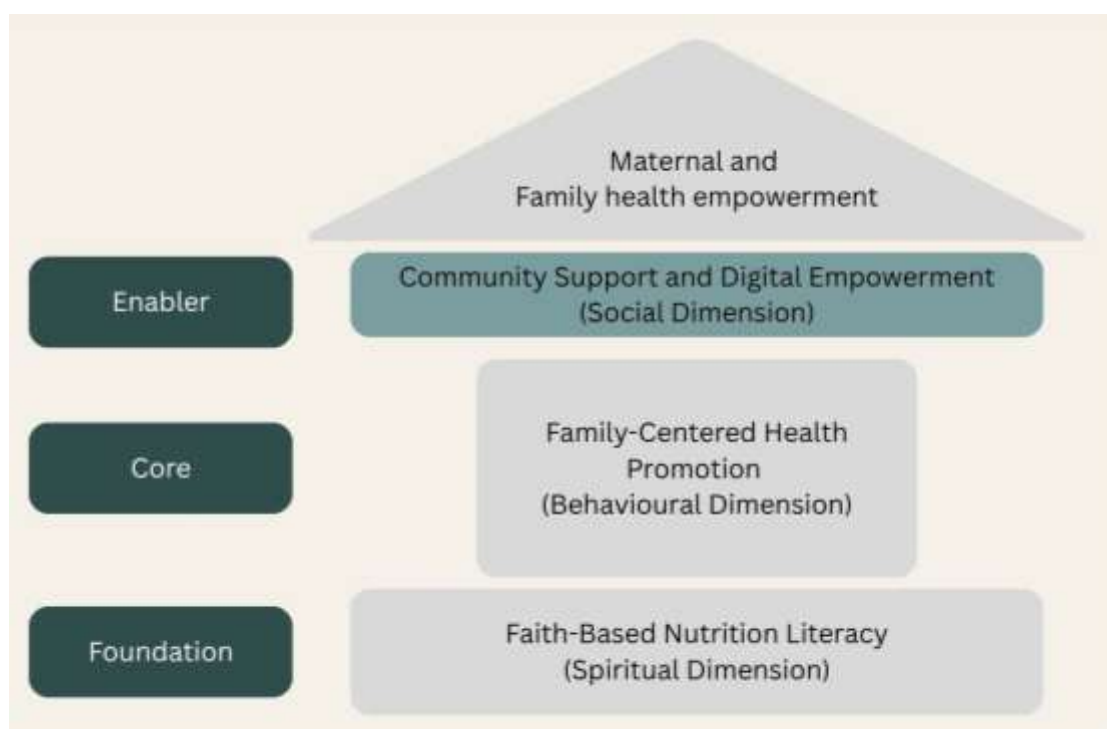 Maternal and
Family health empowerment
Enabler
Community Support and Digital Empowerment
(Social Dimension)
Core
Family-Centered Health
Promotion
(Behavioural Dimension)
Foundation
Faith-Based Nutrition Literacy
(Spiritual Dimension)